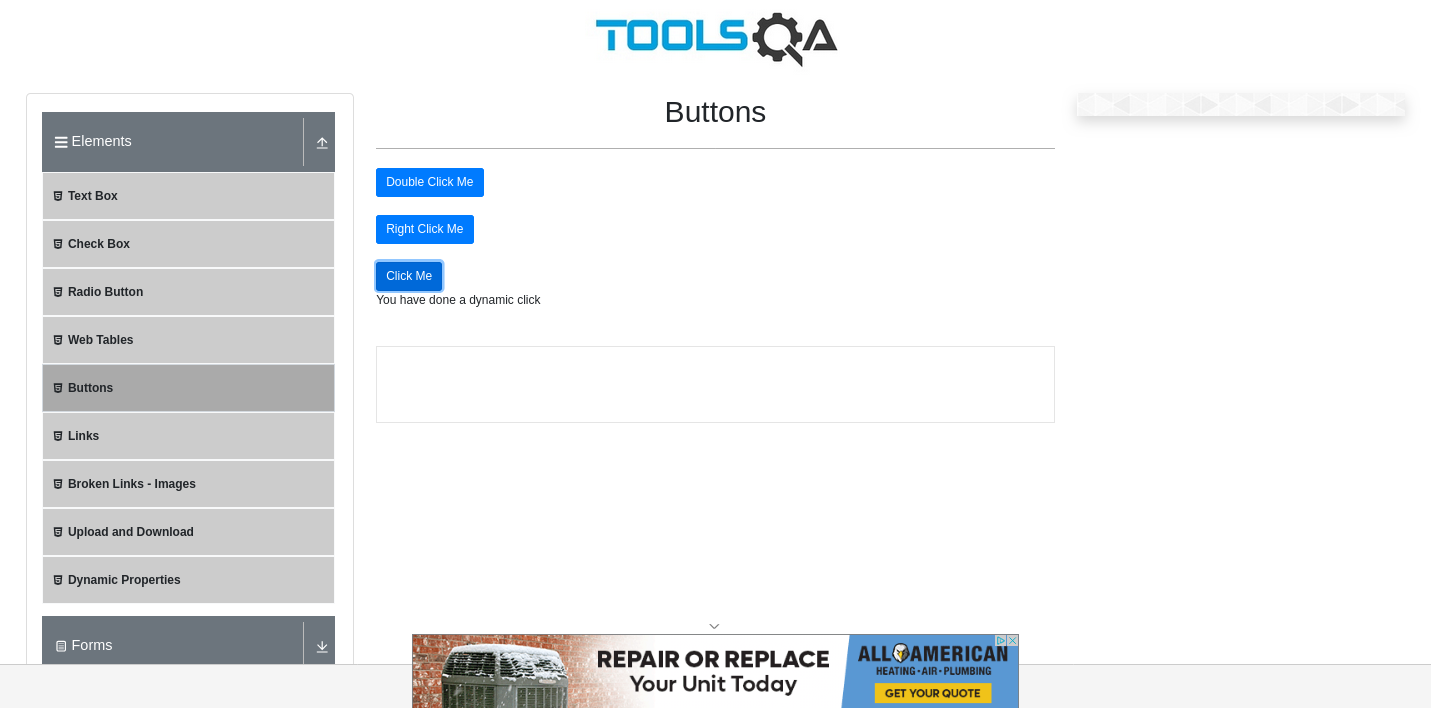 TOOLSQA
Elements
Text Box
Check Box
Radio Button
Web Tables
Buttons
Links
Broken Links - Images
Upload and Download
Dynamic Properties
Forms
Buttons
Double Click Me
Right Click Me
Click Me
You have done a dynamic click
REPAIR OR REPLACE
Your Unit Today
ALL AMERICAN
HEATING • AIR • PLUMBING
GET YOUR QUOTE